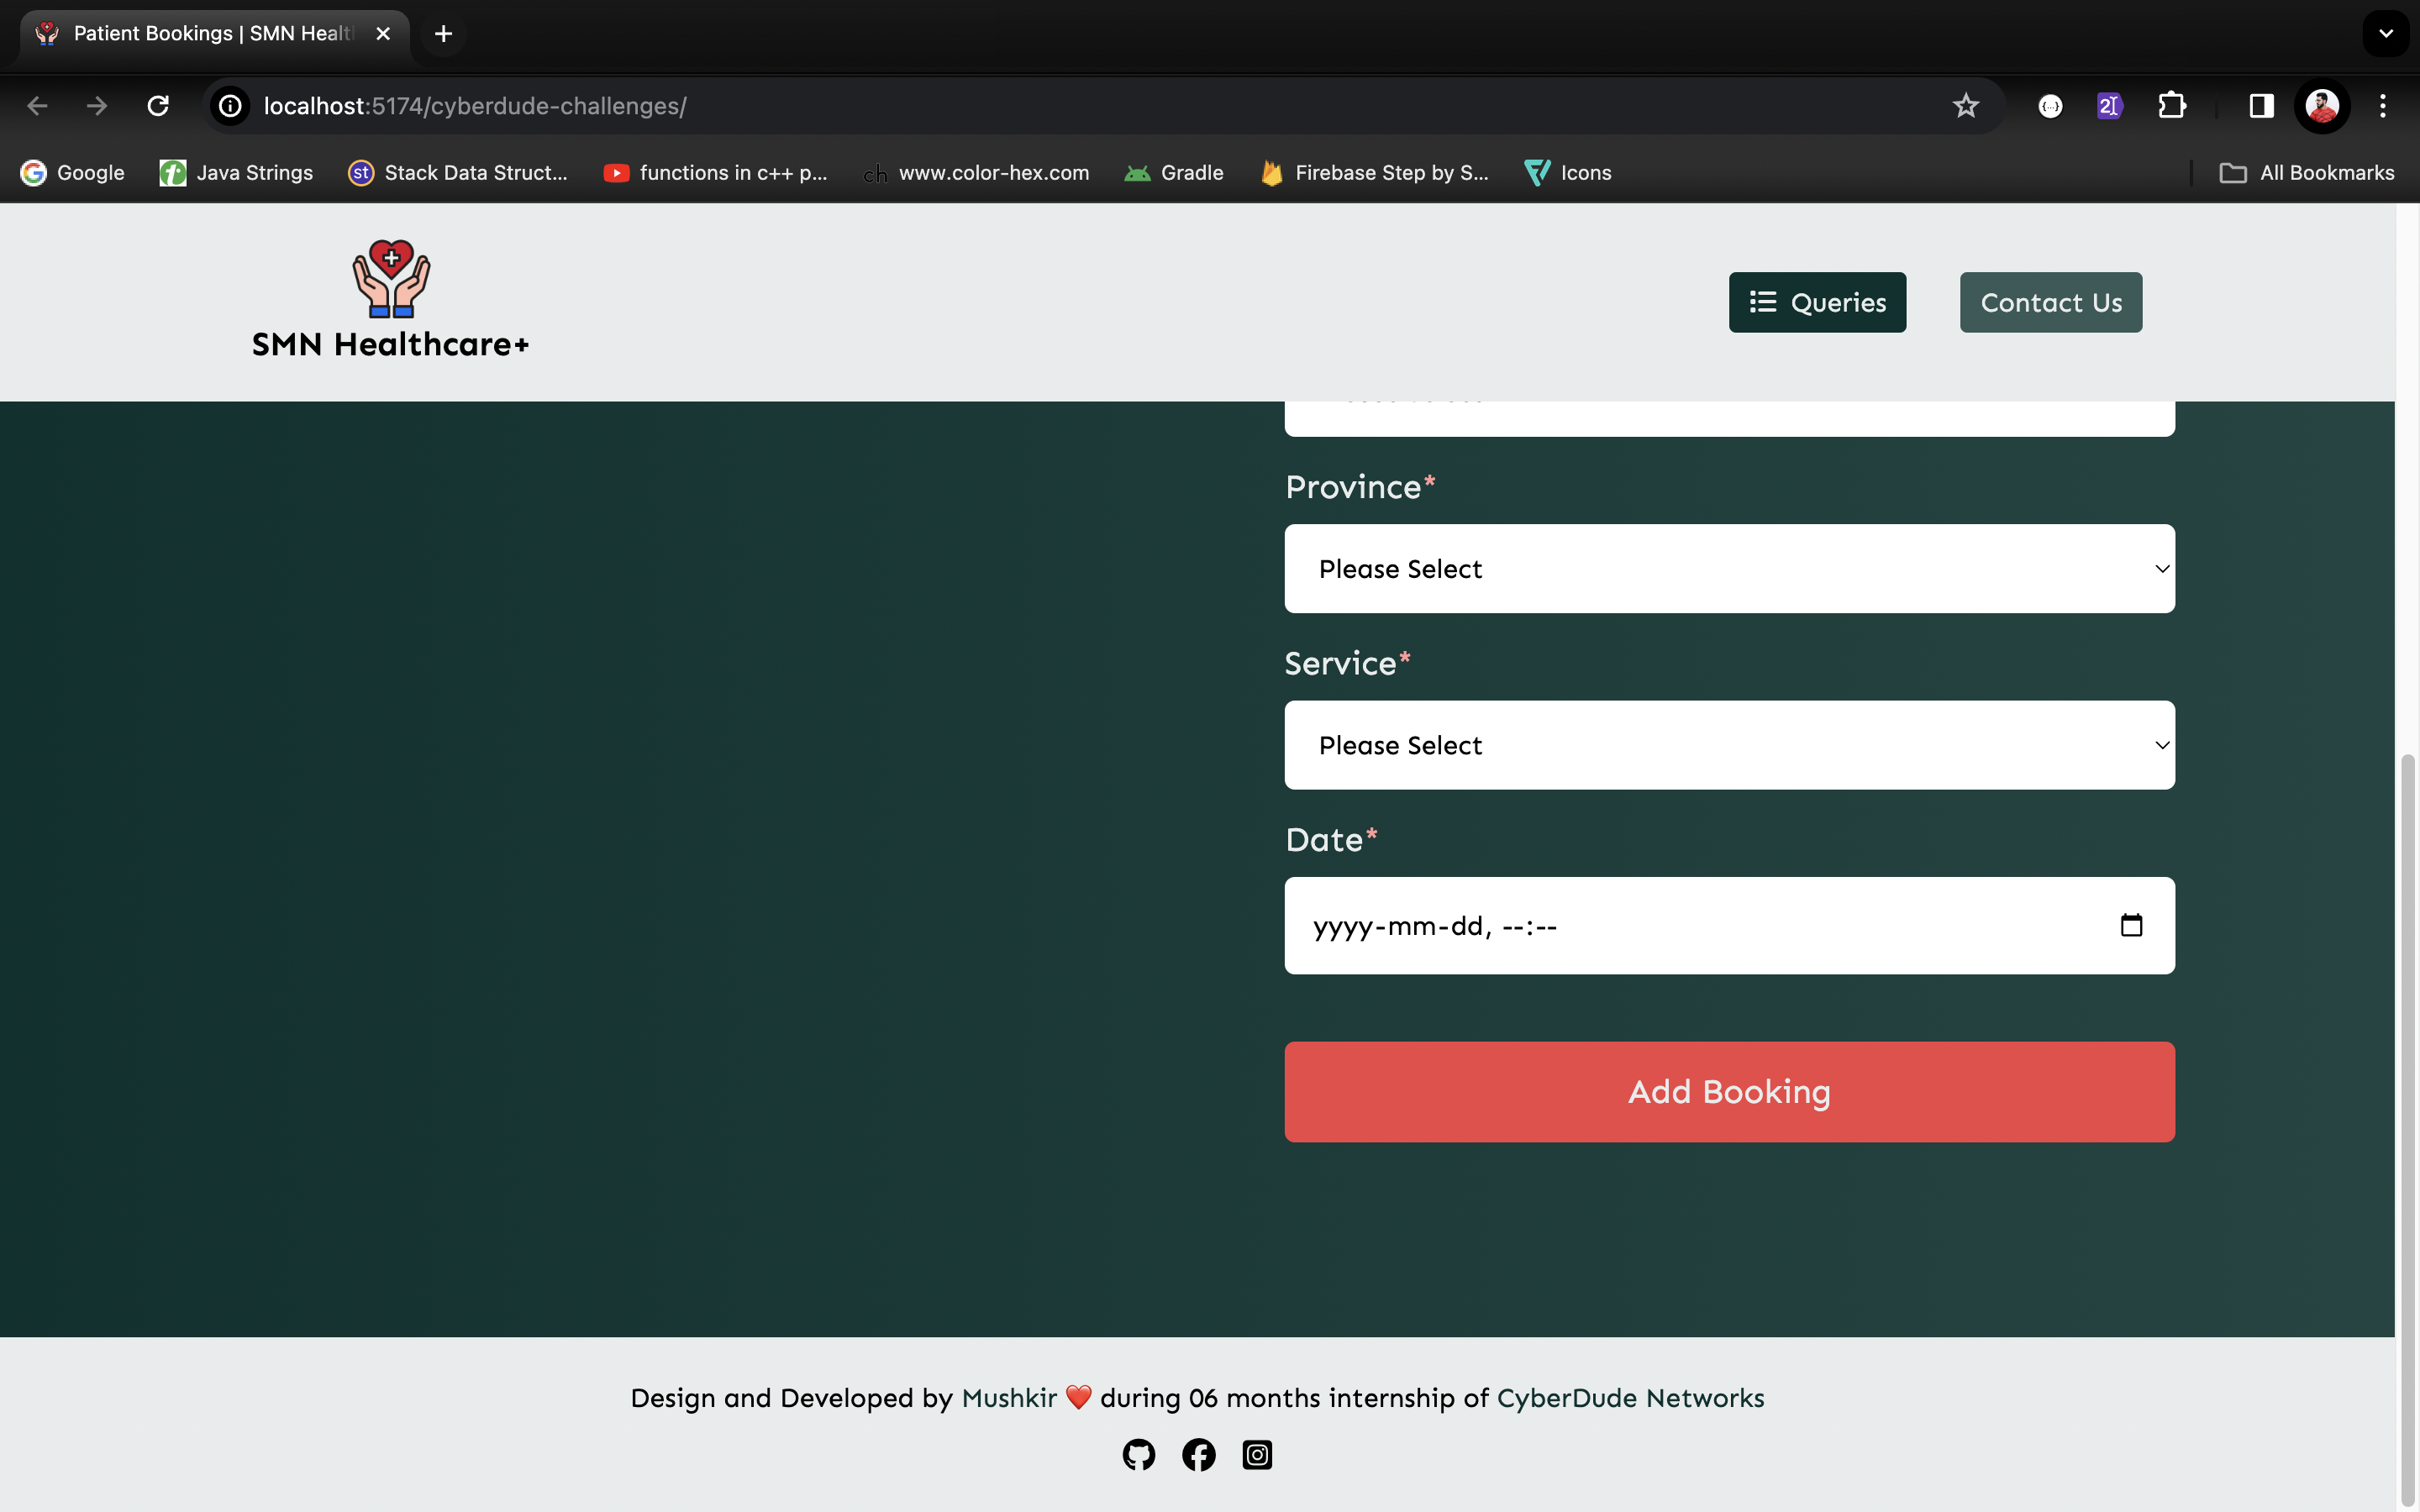 Patient Bookings | SMN Healt
localhost:5174/cyberdude-challenges/
Google
Java Strings
Stack Data Struct...
functions in c++ p...
ch www.color-hex.com
Gradle
Firebase Step by S...
Icons
All Bookmarks
SMN Healthcare+
Queries
Contact Us
Province*
Please Select
Service*
Please Select
Date*
yyyy-mm-dd, --:--
Add Booking
Design and Developed by Mushkir ❤️ during 06 months internship of CyberDude Networks